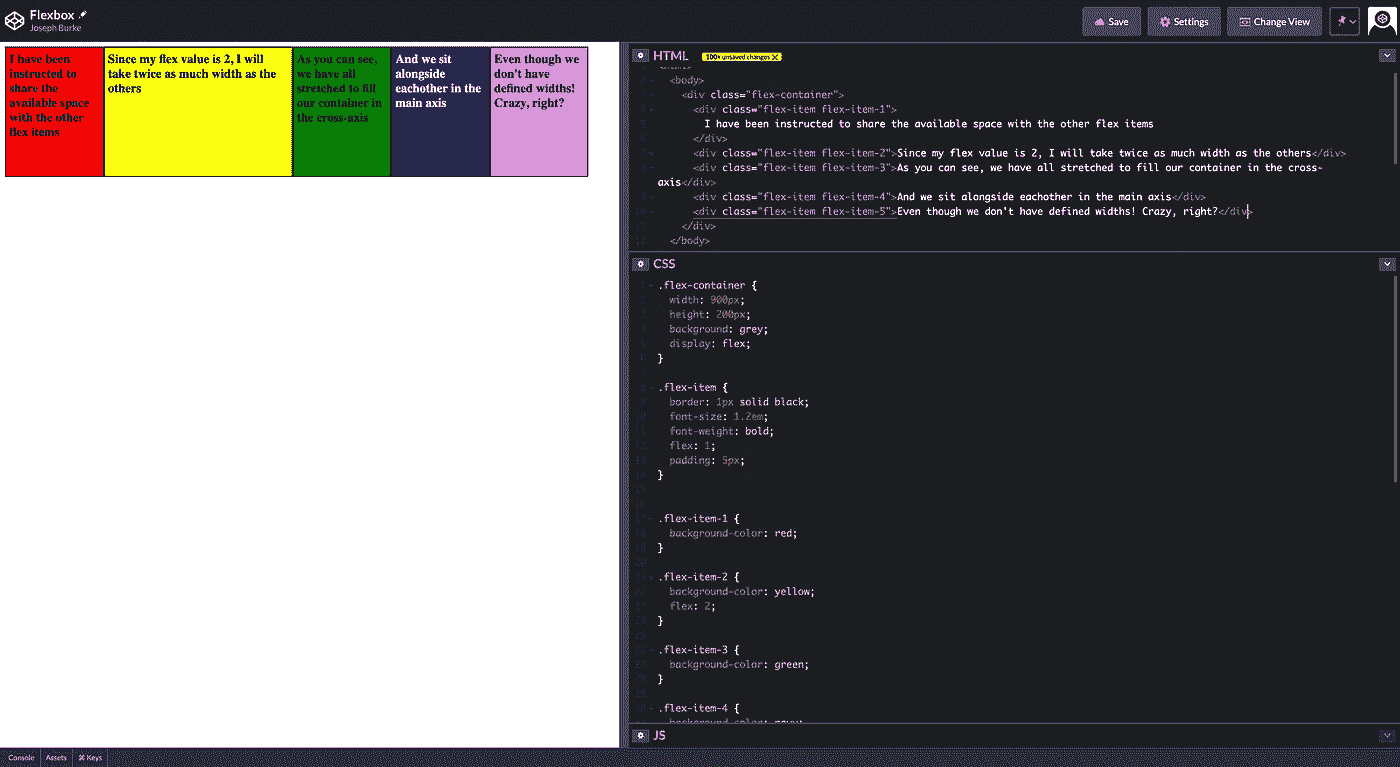 Flexbox
Joseph Burke
Save
Settings
Change View
I have been
instructed to
share the
available space
with the other
flex items
Since my flex value is 2, I will
take twice as much width as the
others
As you can see,
we have all
stretched to fill
our container in
the cross-axis
And we sit
alongside
eachother in the
main axis
Even though we
don't have
defined widths!
Crazy, right?
HTML
100+ unsaved changes X
<body>
<div class="flex-container">
<div class="flex-item flex-item-1">
I have been instructed to share the available space with the other flex items
</div>
<div class="flex-item flex-item-2">Since my flex value is 2, I will take twice as much width as the others</div>
<div class="flex-item flex-item-3">As you can see, we have all stretched to fill our container in the cross-
axis</div>
<div class="flex-item flex-item-4">And we sit alongside eachother in the main axis</div>
<div class="flex-item flex-item-5">Even though we don't have defined widths! Crazy, right?</div>
</div>
</body>
CSS
.flex-container {
width: 900px;
height: 200px;
background: grey;
display: flex;
}
.flex-item {
border: 1px solid black;
font-size: 1.2em;
font-weight: bold;
flex: 1;
padding: 5px;
}
.flex-item-1 {
background-color: red;
}
.flex-item-2 {
background-color: yellow;
flex: 2;
}
.flex-item-3 {
background-color: green;
}
.flex-item-4 {
background-color: navy;
JS
Console
Assets
⌘ Keys